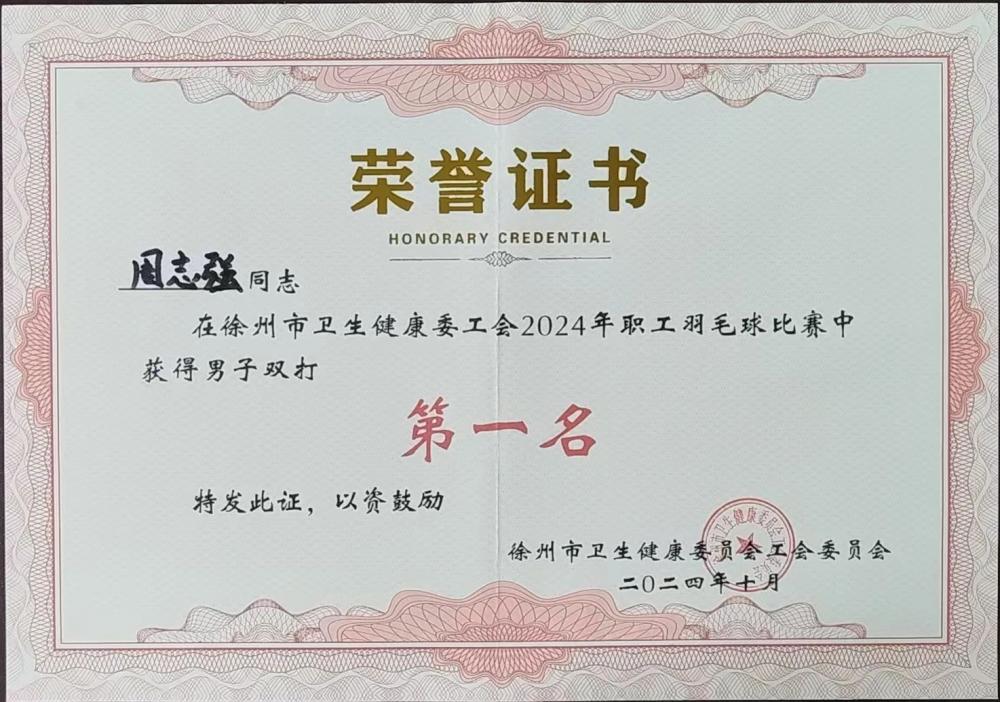 荣誉证书
HONORARY CREDENTIAL
周志强同志
在徐州市卫生健康委工会2024年职工羽毛球比赛中
获得男子双打
第一名
特发此证，以资鼓励
徐州市卫生健康委员会工会委员会
二〇二四年十月